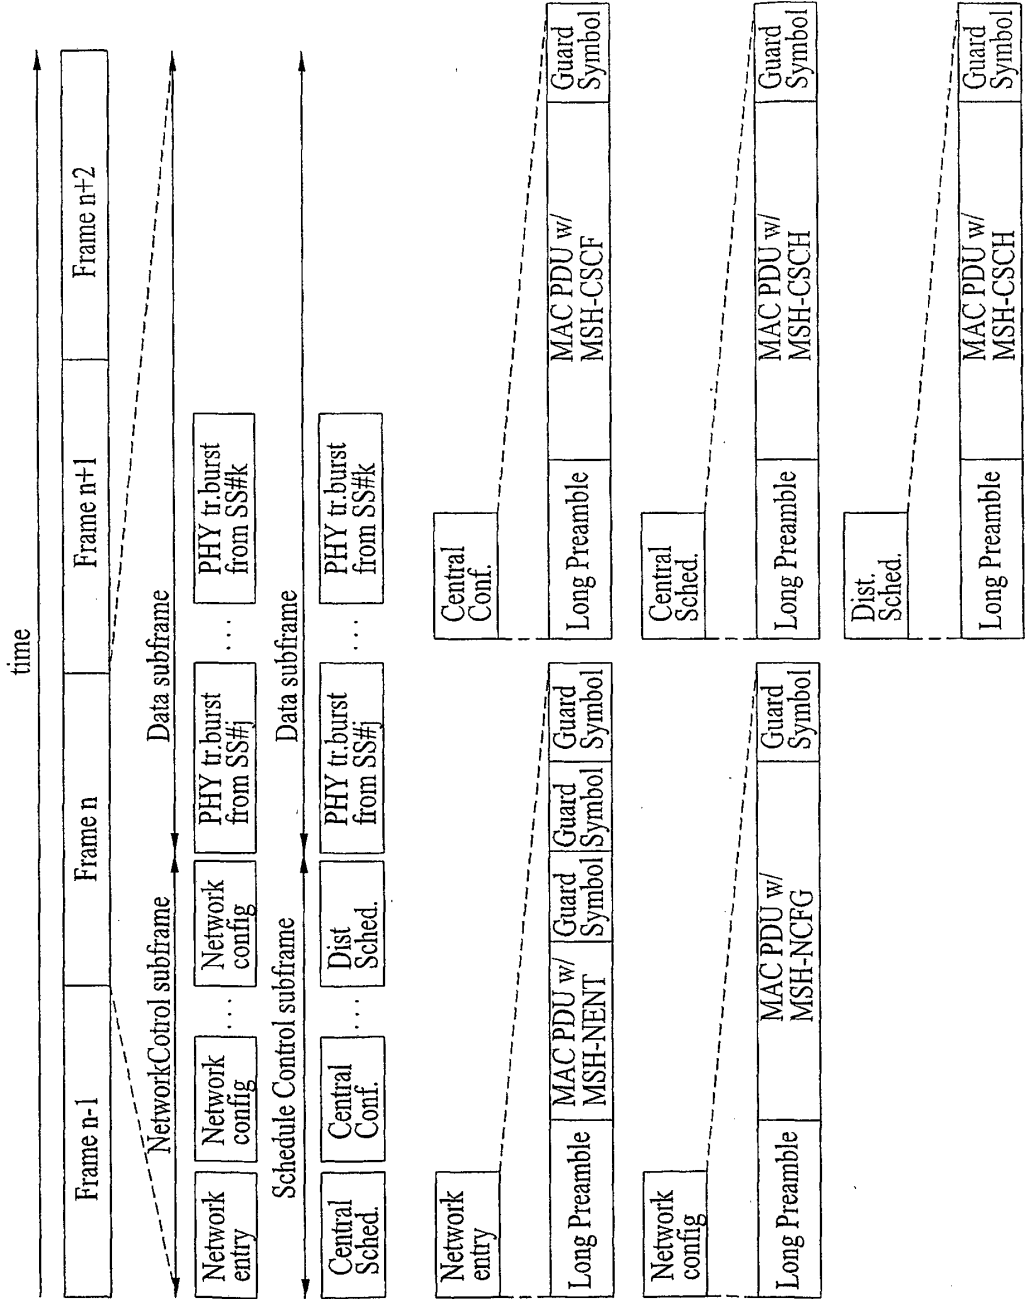 time
Frame n-1
Frame n
Frame n+1
Frame n+2
NetworkCotrol subframe
Data subframe
Network
entry
Network
config
...
Network
config
PHY tr.burst
from SS#j
...
PHY tr.burst
from SS#k
Schedule Control subframe
Data subframe
Central
Sched.
Central
Conf.
...
Dist
Sched.
PHY tr.burst
from SS#j
...
PHY tr.burst
from SS#k
Network
entry
Long Preamble
MAC PDU w/
MSH-NENT
Guard
Symbol
Guard
Symbol
Guard
Symbol
Central
Conf.
Long Preamble
MAC PDU w/
MSH-CSCF
Guard
Symbol
Network
config
Long Preamble
MAC PDU w/
MSH-NCFG
Guard
Symbol
Central
Sched.
Long Preamble
MAC PDU w/
MSH-CSCH
Guard
Symbol
Dist.
Sched.
Long Preamble
MAC PDU w/
MSH-CSCH
Guard
Symbol